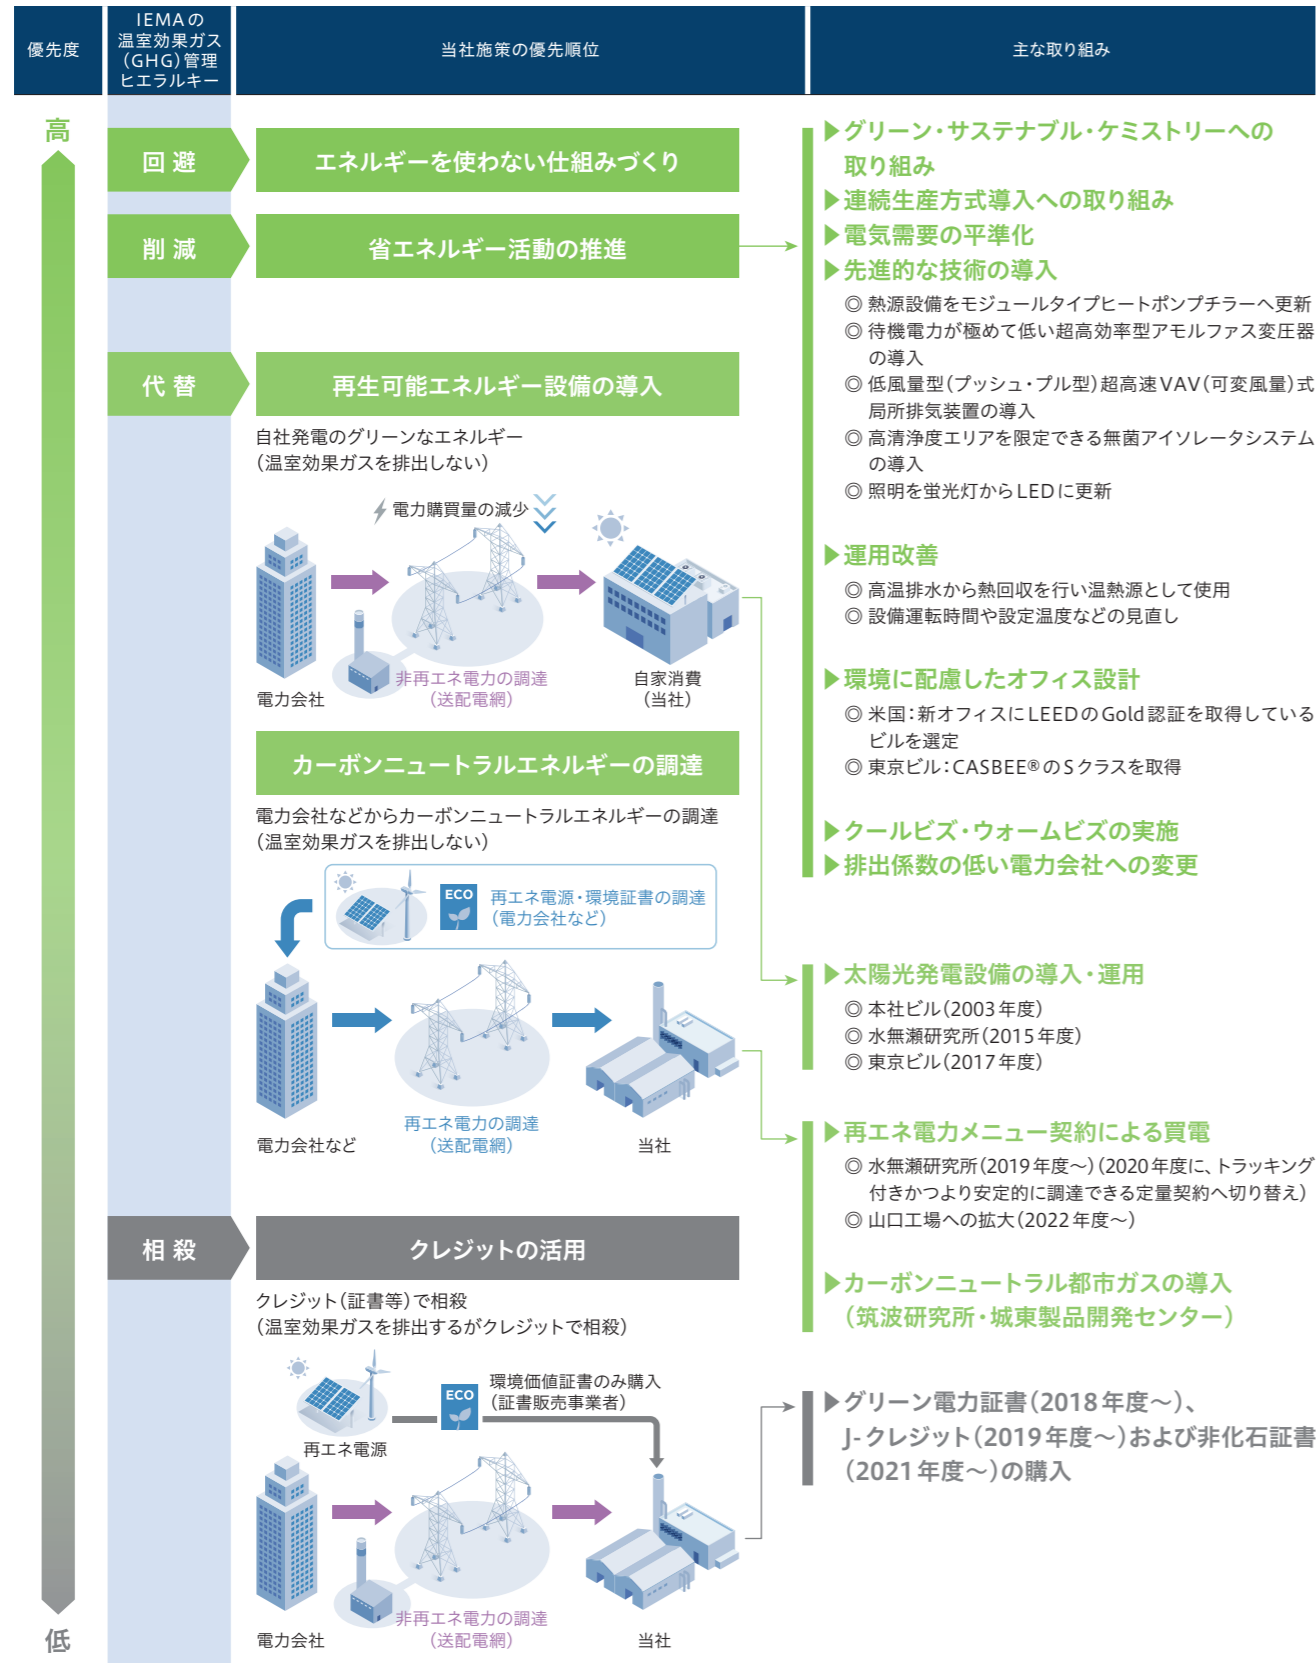 優先度
IEMAの
温室効果ガス
(GHG)管理
ヒエラルキー
当社施策の優先順位
主な取り組み
高
回避
エネルギーを使わない仕組みづくり
削減
省エネルギー活動の推進
▶グリーン・サステナブル・ケミストリーへの
取り組み
▶連続生産方式導入への取り組み
▶電気需要の平準化
▶先進的な技術の導入
◎ 熱源設備をモジュールタイプヒートポンプチラーへ更新
◎ 待機電力が極めて低い超高効率型アモルファス変圧器
の導入
◎ 低風量型(プッシュ・プル型)超高速VAV(可変風量)式
局所排気装置の導入
◎ 高清浄度エリアを限定できる無菌アイソレータシステム
の導入
◎ 照明を蛍光灯からLEDに更新
▶運用改善
◎ 高温排水から熱回収を行い温熱源として使用
◎ 設備運転時間や設定温度などの見直し
▶環境に配慮したオフィス設計
◎ 米国:新オフィスにLEEDのGold認証を取得している
ビルを選定
◎ 東京ビル:CASBEE®のSクラスを取得
▶クールビズ・ウォームビズの実施
▶排出係数の低い電力会社への変更
代替
再生可能エネルギー設備の導入
自社発電のグリーンなエネルギー
(温室効果ガスを排出しない)
電力購買量の減少
電力会社
非再エネ電力の調達
(送配電網)
自家消費
(当社)
▶太陽光発電設備の導入・運用
◎ 本社ビル(2003年度)
◎ 水無瀬研究所(2015年度)
◎ 東京ビル(2017年度)
カーボンニュートラルエネルギーの調達
電力会社などからカーボンニュートラルエネルギーの調達
(温室効果ガスを排出しない)
ECO
再エネ電源・環境証書の調達
(電力会社など)
電力会社など
再エネ電力の調達
(送配電網)
当社
▶再エネ電力メニュー契約による買電
◎ 水無瀬研究所(2019年度〜)(2020年度に、トラッキング
付きかつより安定的に調達できる定量契約へ切り替え)
◎ 山口工場への拡大(2022年度〜)
▶カーボンニュートラル都市ガスの導入
(筑波研究所・城東製品開発センター)
相殺
クレジットの活用
クレジット(証書等)で相殺
(温室効果ガスを排出するがクレジットで相殺)
再エネ電源
ECO
環境価値証書のみ購入
(証書販売事業者)
電力会社
非再エネ電力の調達
(送配電網)
当社
▶グリーン電力証書(2018年度〜)、
J-クレジット(2019年度〜)および非化石証書
(2021年度〜)の購入
低